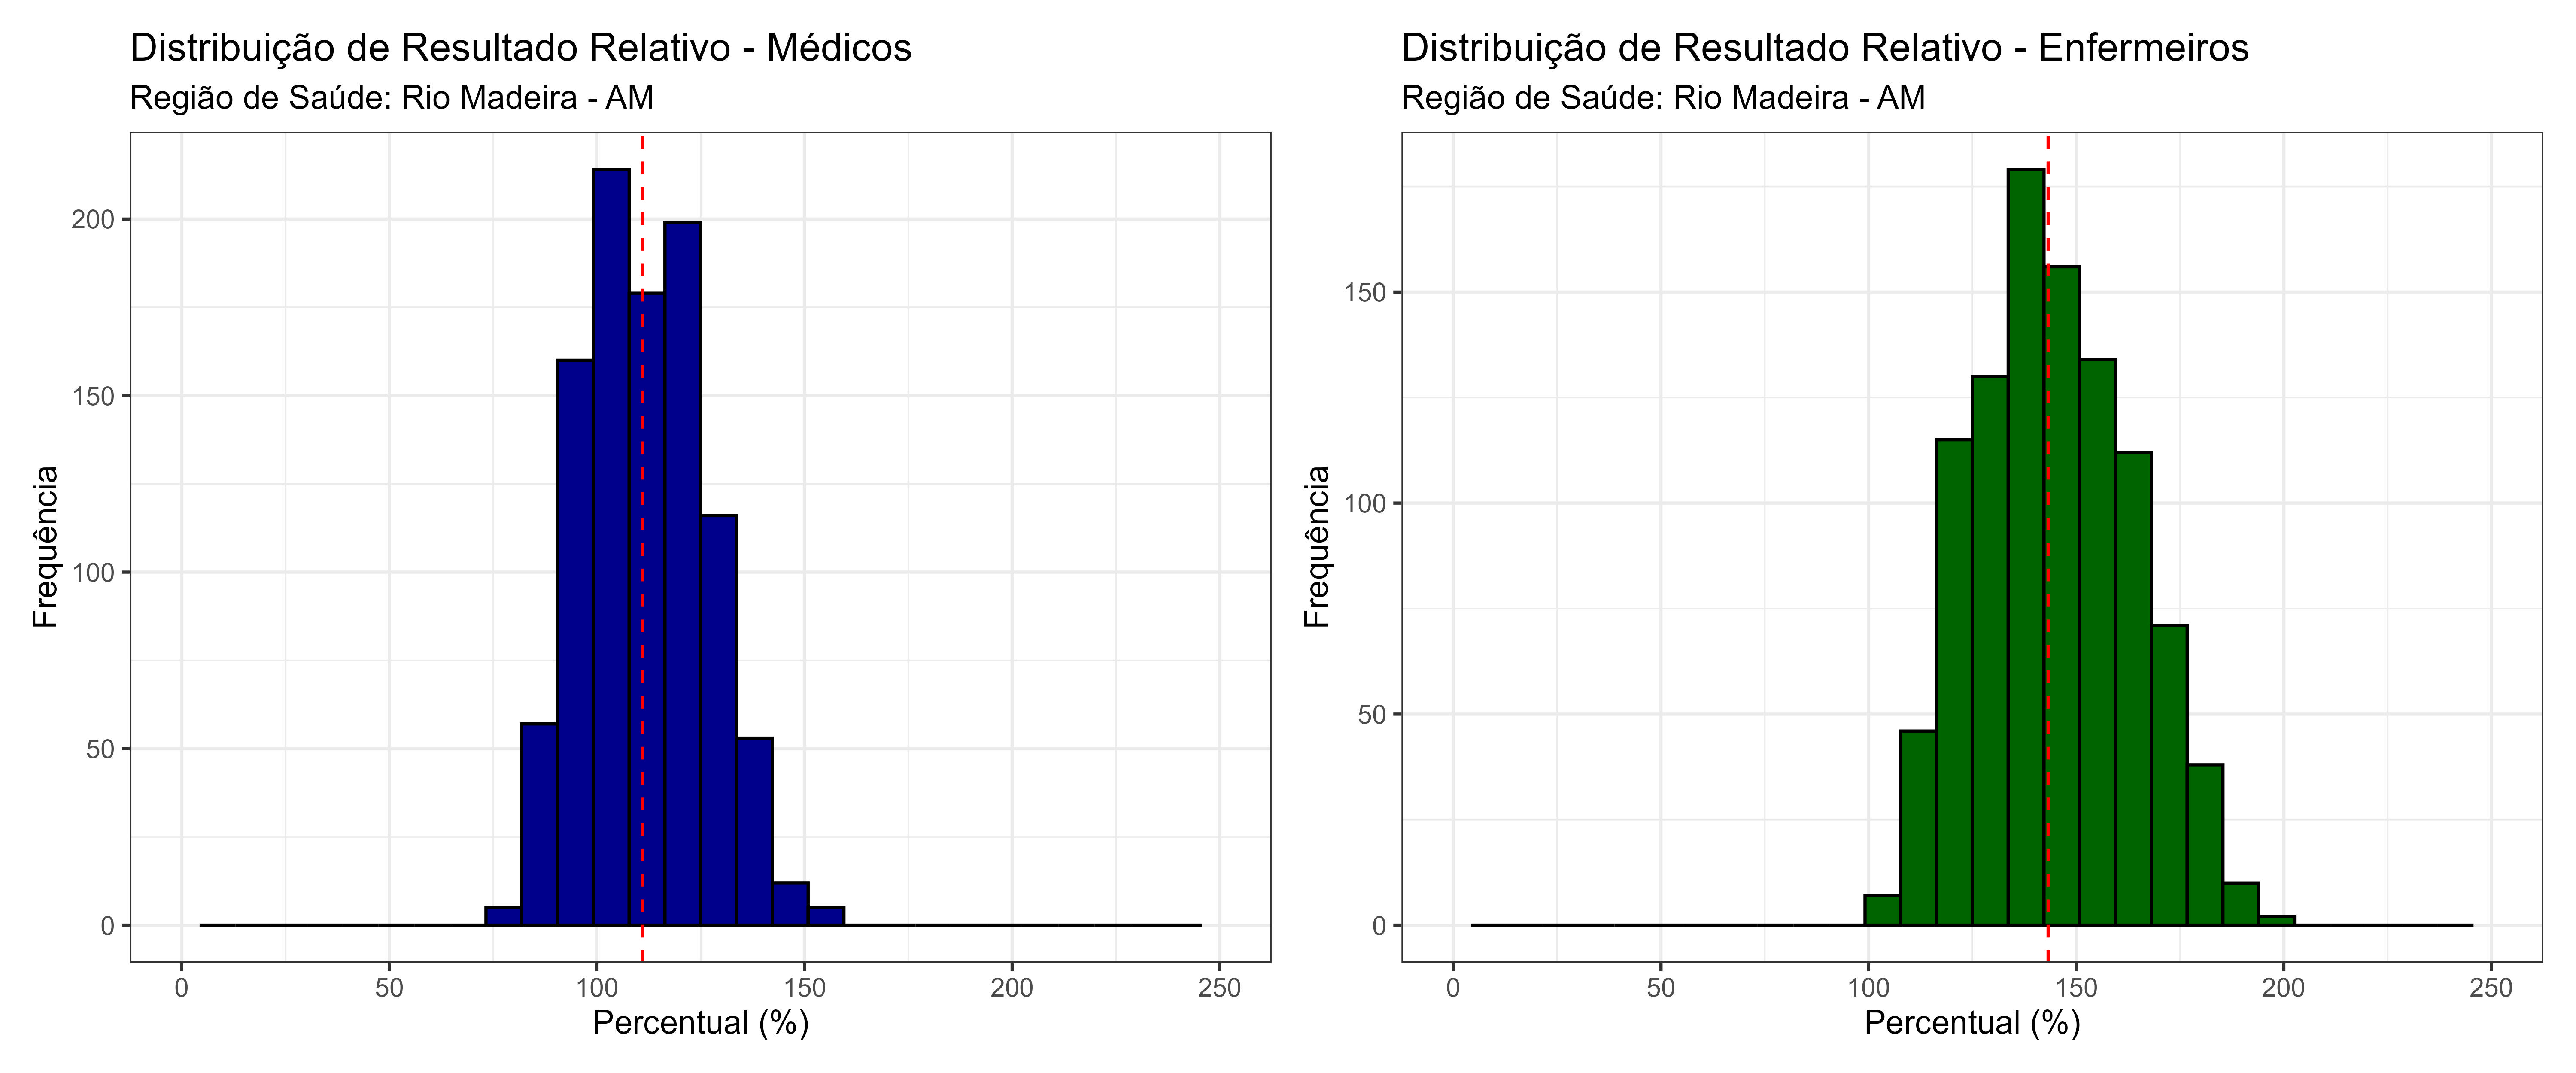 Distribuição de Resultado Relativo - Médicos
Região de Saúde: Rio Madeira - AM
Frequência
200
150
100
50
0
0 50 100 150 200 250
Percentual (%)
Distribuição de Resultado Relativo - Enfermeiros
Região de Saúde: Rio Madeira - AM
Frequência
150
100
50
0
0 50 100 150 200 250
Percentual (%)